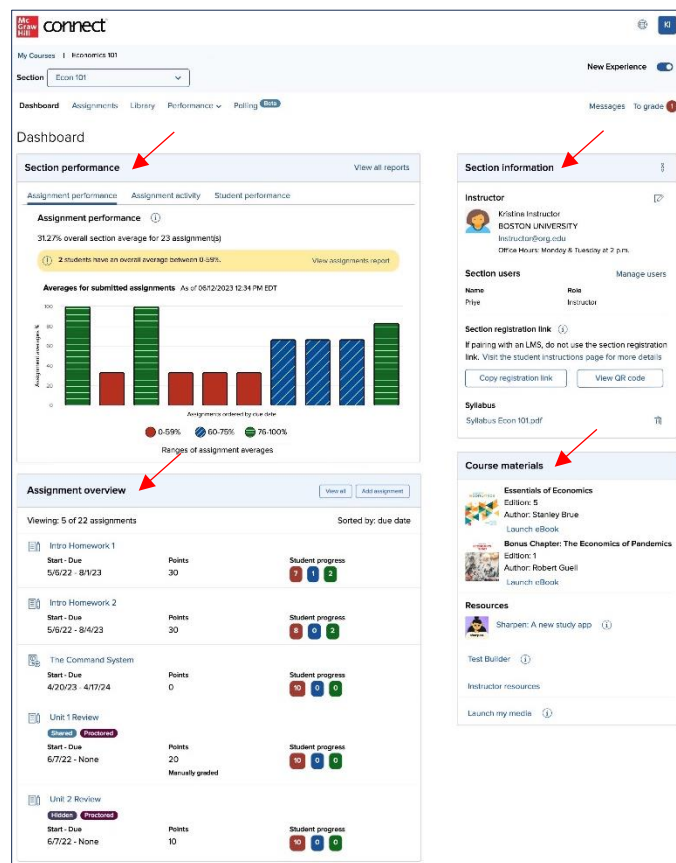 Mc
Graw
Hill
connect
KI
My Courses | Economics 101
Section Econ 101
New Experience
Dashboard Assignments Library Performance Polling Beta
Messages To grade 1
Dashboard
Section performance
View all reports
Assignment performance Assignment activity Student performance
Assignment performance
31.27% overall section average for 23 assignment(s)
2 students have an overall average between 0-59%.
View assignments report
Averages for submitted assignments As of 06/12/2023 12:34 PM EDT
Assignment averages %
100
80
60
40
20
0
Assignments ordered by due date
0-59% 60-75% 76-100%
Ranges of assignment averages
Assignment overview
View all Add assignment
Viewing: 5 of 22 assignments
Sorted by: due date
Intro Homework 1
Start - Due Points Student progress
5/6/22 - 8/1/23 30 7 1 2
Intro Homework 2
Start - Due Points Student progress
5/6/22 - 8/4/23 30 8 0 2
The Command System
Start - Due Points Student progress
4/20/23 - 4/17/24 0 10 0 0
Unit 1 Review
Shared Proctored
Start - Due Points Student progress
6/7/22 - None 20 10 0 0
Manually graded
Unit 2 Review
Hidden Proctored
Start - Due Points Student progress
6/7/22 - None 10 10 0 0
Section information
Instructor
Kristina Instructor
BOSTON UNIVERSITY
Instructor@org.edu
Office Hours: Monday & Tuesday at 2 p.m.
Section users
Manage users
Name Role
Priye Instructor
Section registration link
If pairing with an LMS, do not use the section registration
link. Visit the student instructions page for more details
Copy registration link View QR code
Syllabus
Syllabus Econ 101.pdf
Course materials
Essentials of Economics
Edition: 5
Author: Stanley Brue
Launch eBook
Bonus Chapter: The Economics of Pandemics
Edition: 1
Author: Robert Guell
Launch eBook
Resources
Sharpen: A new study app
Test Builder
Instructor resources
Launch my media